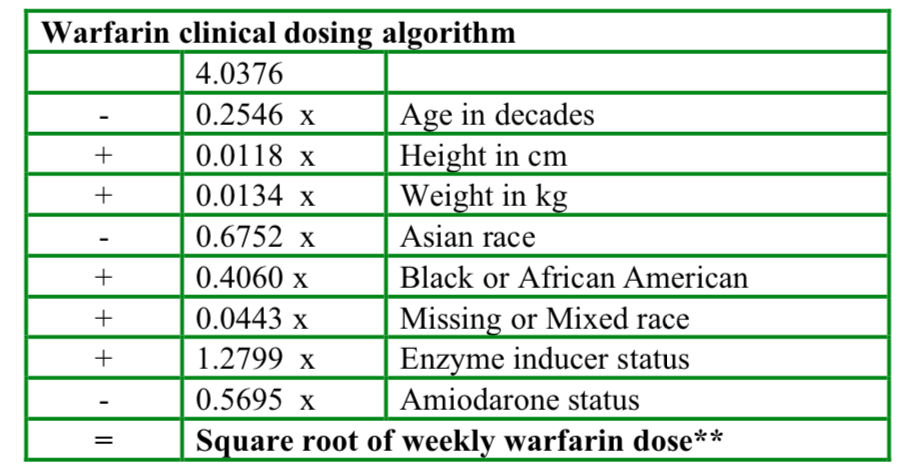 Warfarin clinical dosing algorithm
4.0376
- 0.2546 x Age in decades
+ 0.0118 x Height in cm
+ 0.0134 x Weight in kg
- 0.6752 x Asian race
+ 0.4060 x Black or African American
+ 0.0443 x Missing or Mixed race
+ 1.2799 x Enzyme inducer status
- 0.5695 x Amiodarone status
= Square root of weekly warfarin dose**